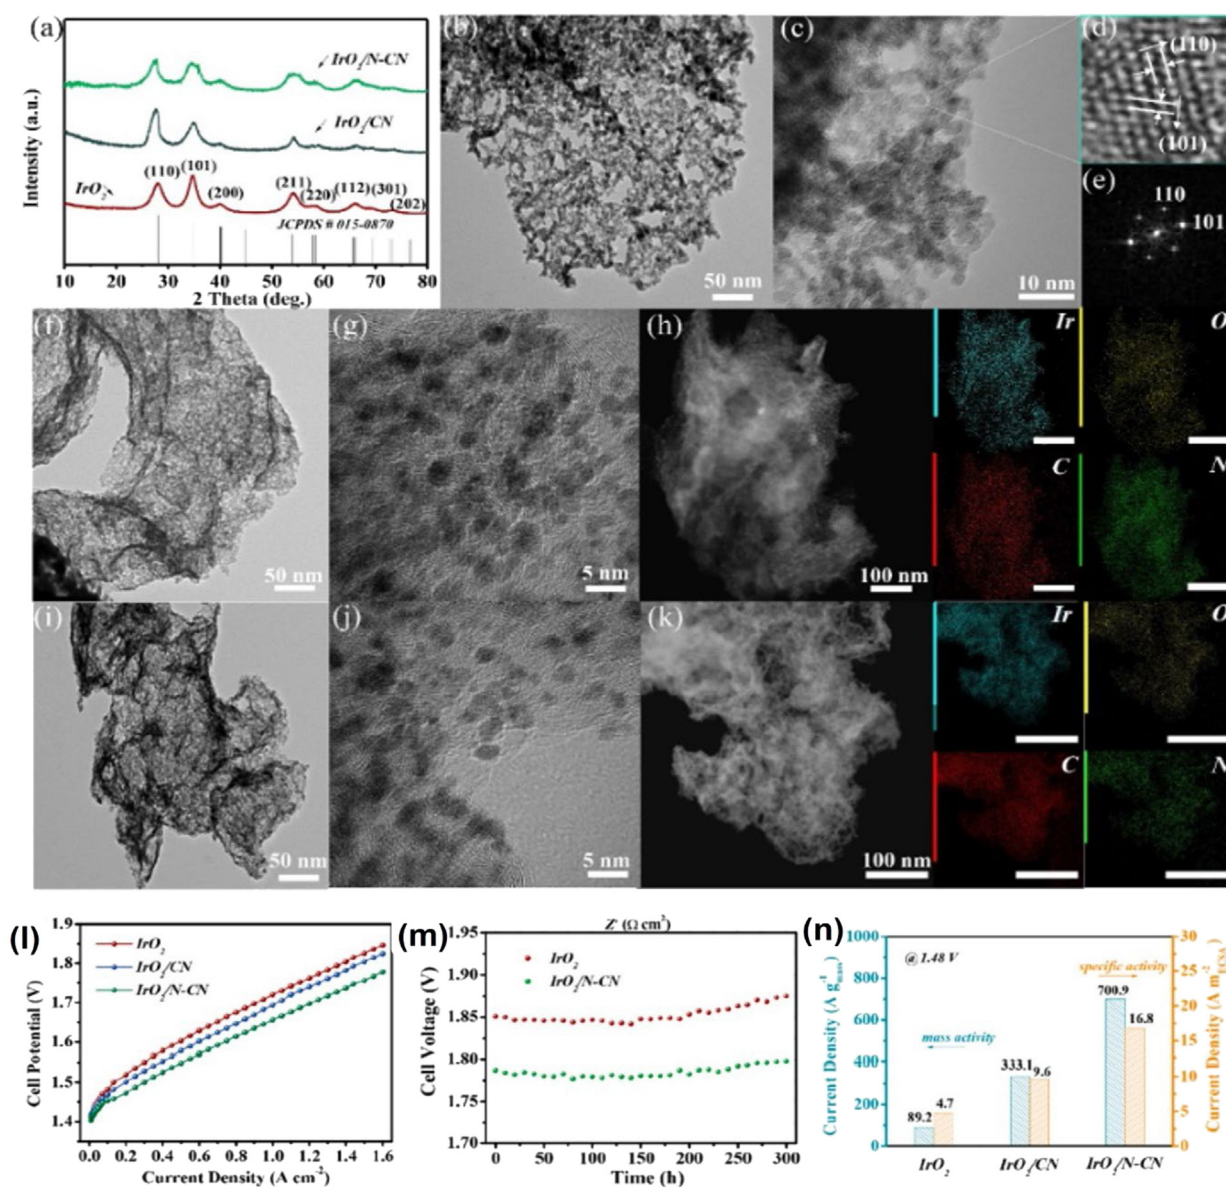 (a)
IrO2/N-CN
IrO2/CN
IrO2
(110)
(101)
(200)
(211)
(220)
(112)
(301)
(202)
JCPDS # 015-0870
Intensity (a.u.)
10 20 30 40 50 60 70 80
2 Theta (deg.)
(b)
50 nm
(c)
10 nm
(d)
(110)
(101)
(e)
110
101
(f)
50 nm
(g)
5 nm
(h)
100 nm
Ir
O
C
N
(i)
50 nm
(j)
5 nm
(k)
100 nm
Ir
O
C
N
(l)
1.9
1.8
1.7
1.6
1.5
1.4
Cell Potential (V)
IrO2
IrO2/CN
IrO2/N-CN
0.0 0.2 0.4 0.6 0.8 1.0 1.2 1.4 1.6
Current Density (A cm-2)
(m)
Z' (Ω cm2)
1.95
1.90
1.85
1.80
1.75
1.70
Cell Voltage (V)
IrO2
IrO2/N-CN
0 50 100 150 200 250 300
Time (h)
(n)
1000
800
600
400
200
0
Current Density (A g-1mass)
@ 1.48 V
mass activity
specific activity
89.2
4.7
333.1
9.6
700.9
16.8
IrO2
IrO2/CN
IrO2/N-CN
30
25
20
15
10
5
0
Current Density (A m-2ECSA)